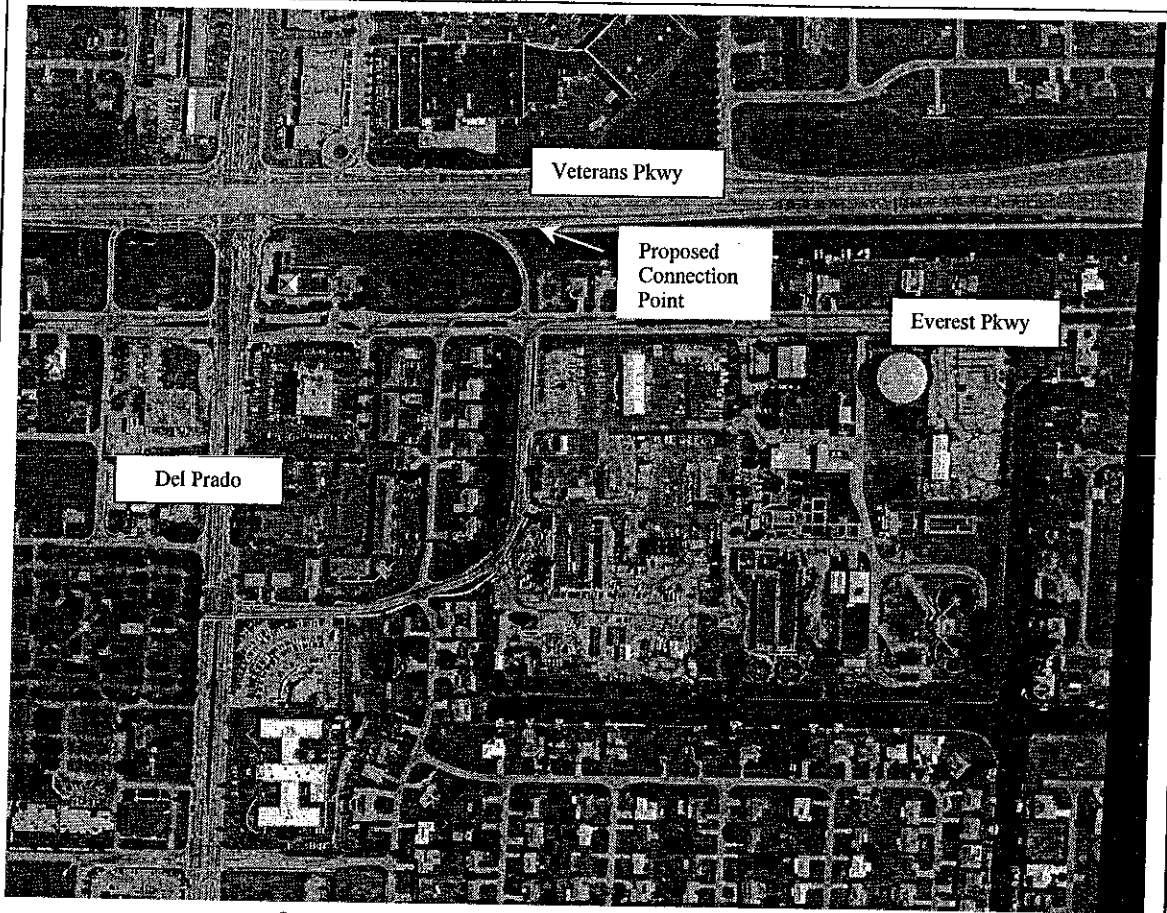 Veterans Pkwy
Proposed
Connection
Point
Everest Pkwy
Del Prado